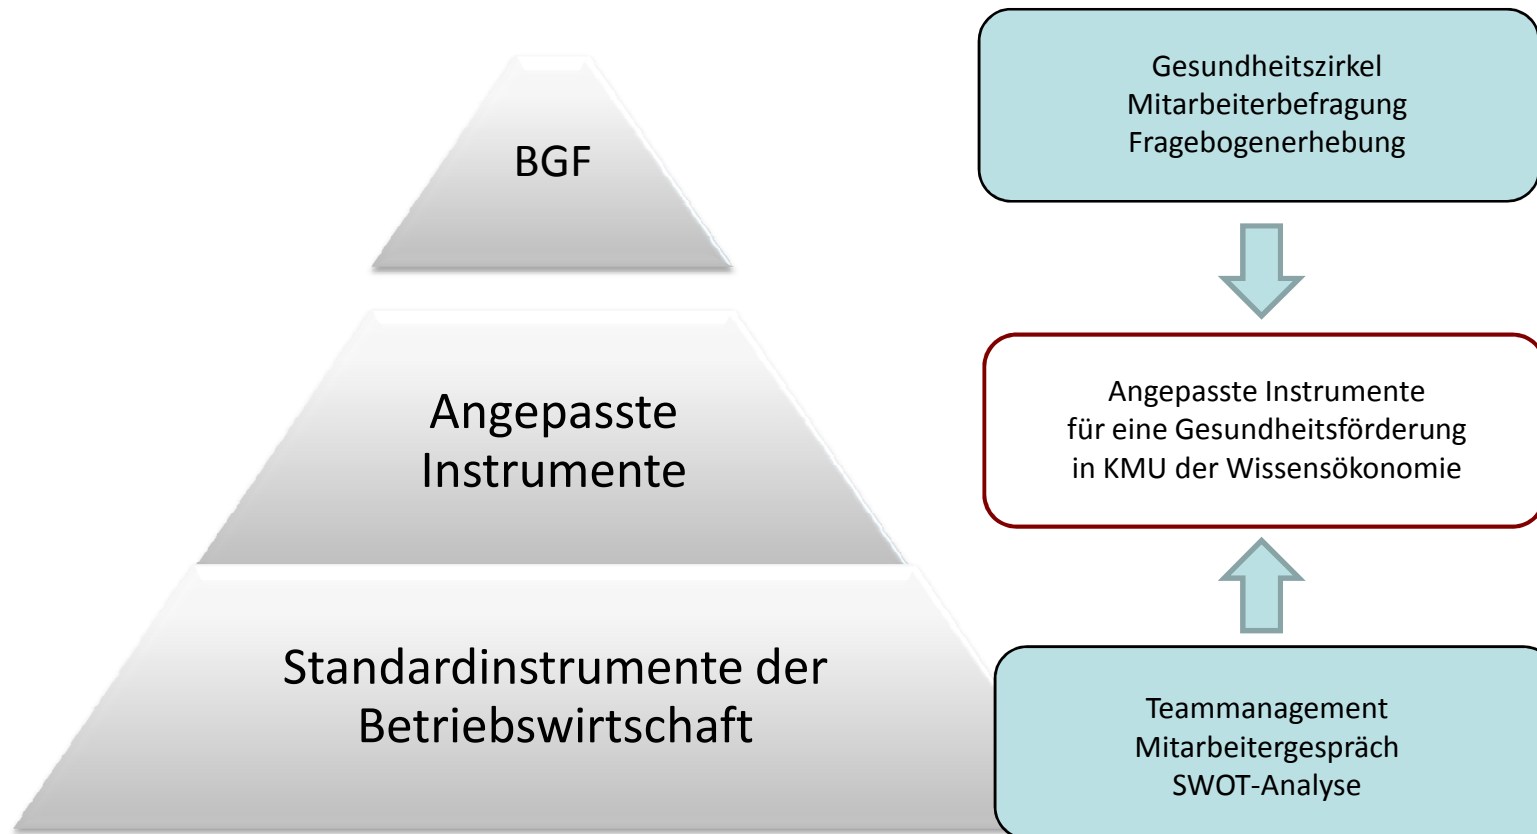 BGF
Angepasste
Instrumente
Standardinstrumente der
Betriebswirtschaft
Gesundheitszirkel
Mitarbeiterbefragung
Fragebogenerhebung
Angepasste Instrumente
für eine Gesundheitsförderung
in KMU der Wissensökonomie
Teammanagement
Mitarbeitergespräch
SWOT-Analyse